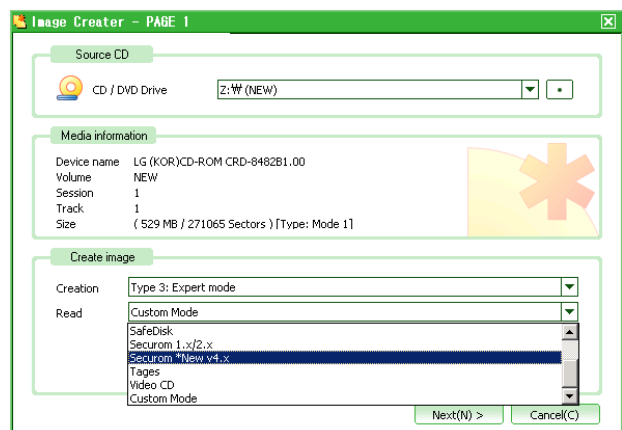 Image Creater - PAGE 1
Source CD
CD / DVD Drive Z:₩ (NEW)
Media information
Device name LG (KOR)CD-ROM CRD-8482B1.00
Volume NEW
Session 1
Track 1
Size ( 529 MB / 271065 Sectors ) [Type: Mode 1]
Create image
Creation Type 3: Expert mode
Read Custom Mode
SafeDisk
Securom 1.x/2.x
Securom *New v4.x
Tages
Video CD
Custom Mode
Next(N) > Cancel(C)